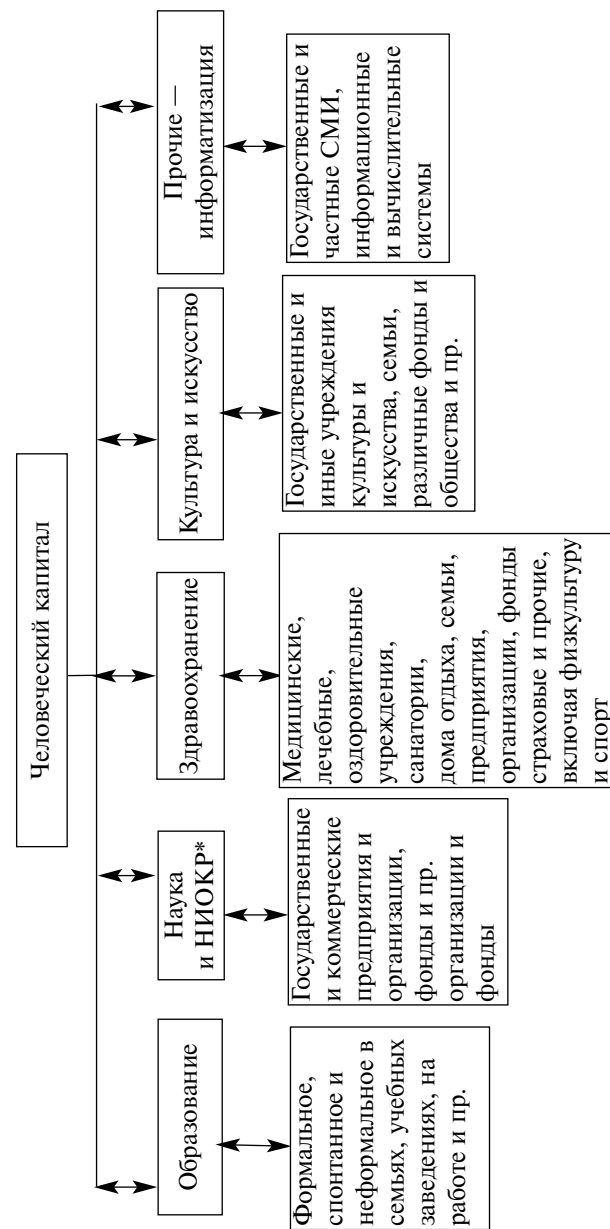 Человеческий капитал
Образование
Наука
и НИОКР*
Здравоохранение
Культура и искусство
Прочие —
информатизация
Формальное,
спонтанное и
неформальное в
семьях, учебных
заведениях, на
работе и пр.
Государственные
и коммерческие
предприятия и
организации,
фонды и пр.
организации и
фонды
Медицинские,
лечебные,
оздоровительные
учреждения,
санатории,
дома отдыха, семьи,
предприятия,
организации, фонды
страховые и прочие,
включая физкультуру
и спорт
Государственные и
иные учреждения
культуры и
искусства, семьи,
различные фонды и
общества и пр.
Государственные и
частные СМИ,
информационные
и вычислительные
системы